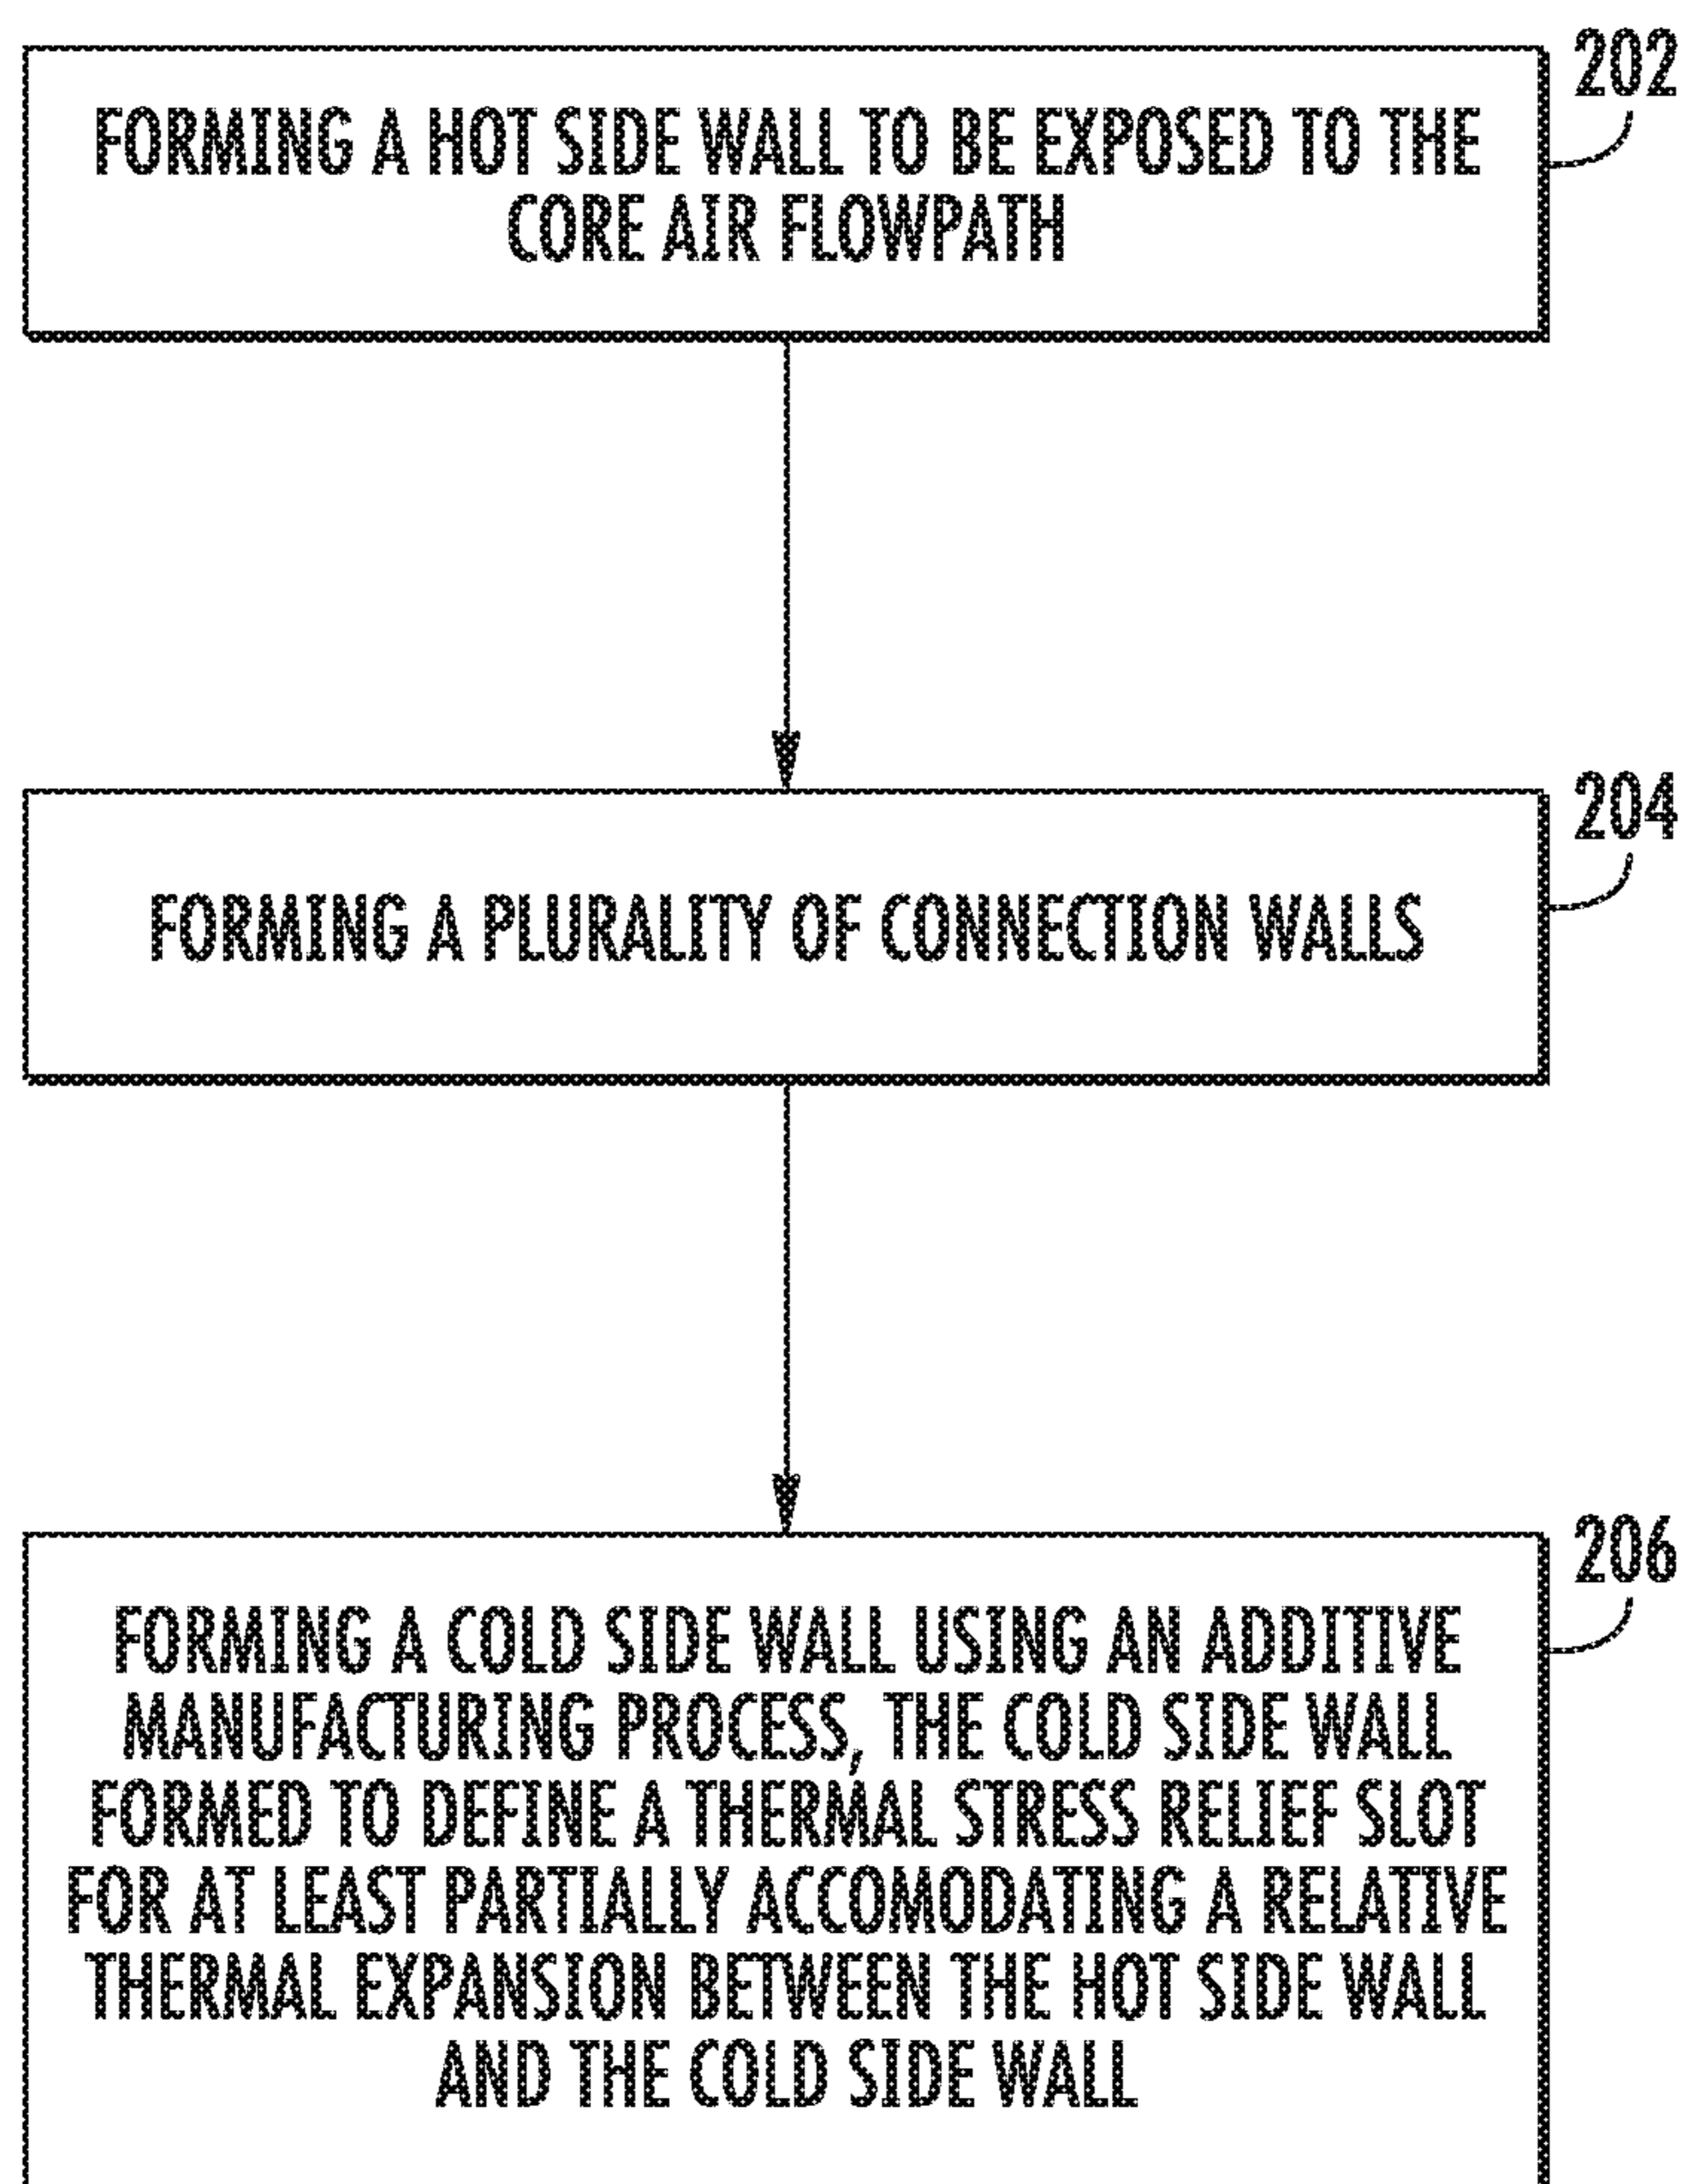 202
FORMING A HOT SIDE WALL TO BE EXPOSED TO THE
CORE AIR FLOWPATH
204
FORMING A PLURALITY OF CONNECTION WALLS
206
FORMING A COLD SIDE WALL USING AN ADDITIVE
MANUFACTURING PROCESS, THE COLD SIDE WALL
FORMED TO DEFINE A THERMAL STRESS RELIEF SLOT
FOR AT LEAST PARTIALLY ACCOMODATING A RELATIVE
THERMAL EXPANSION BETWEEN THE HOT SIDE WALL
AND THE COLD SIDE WALL